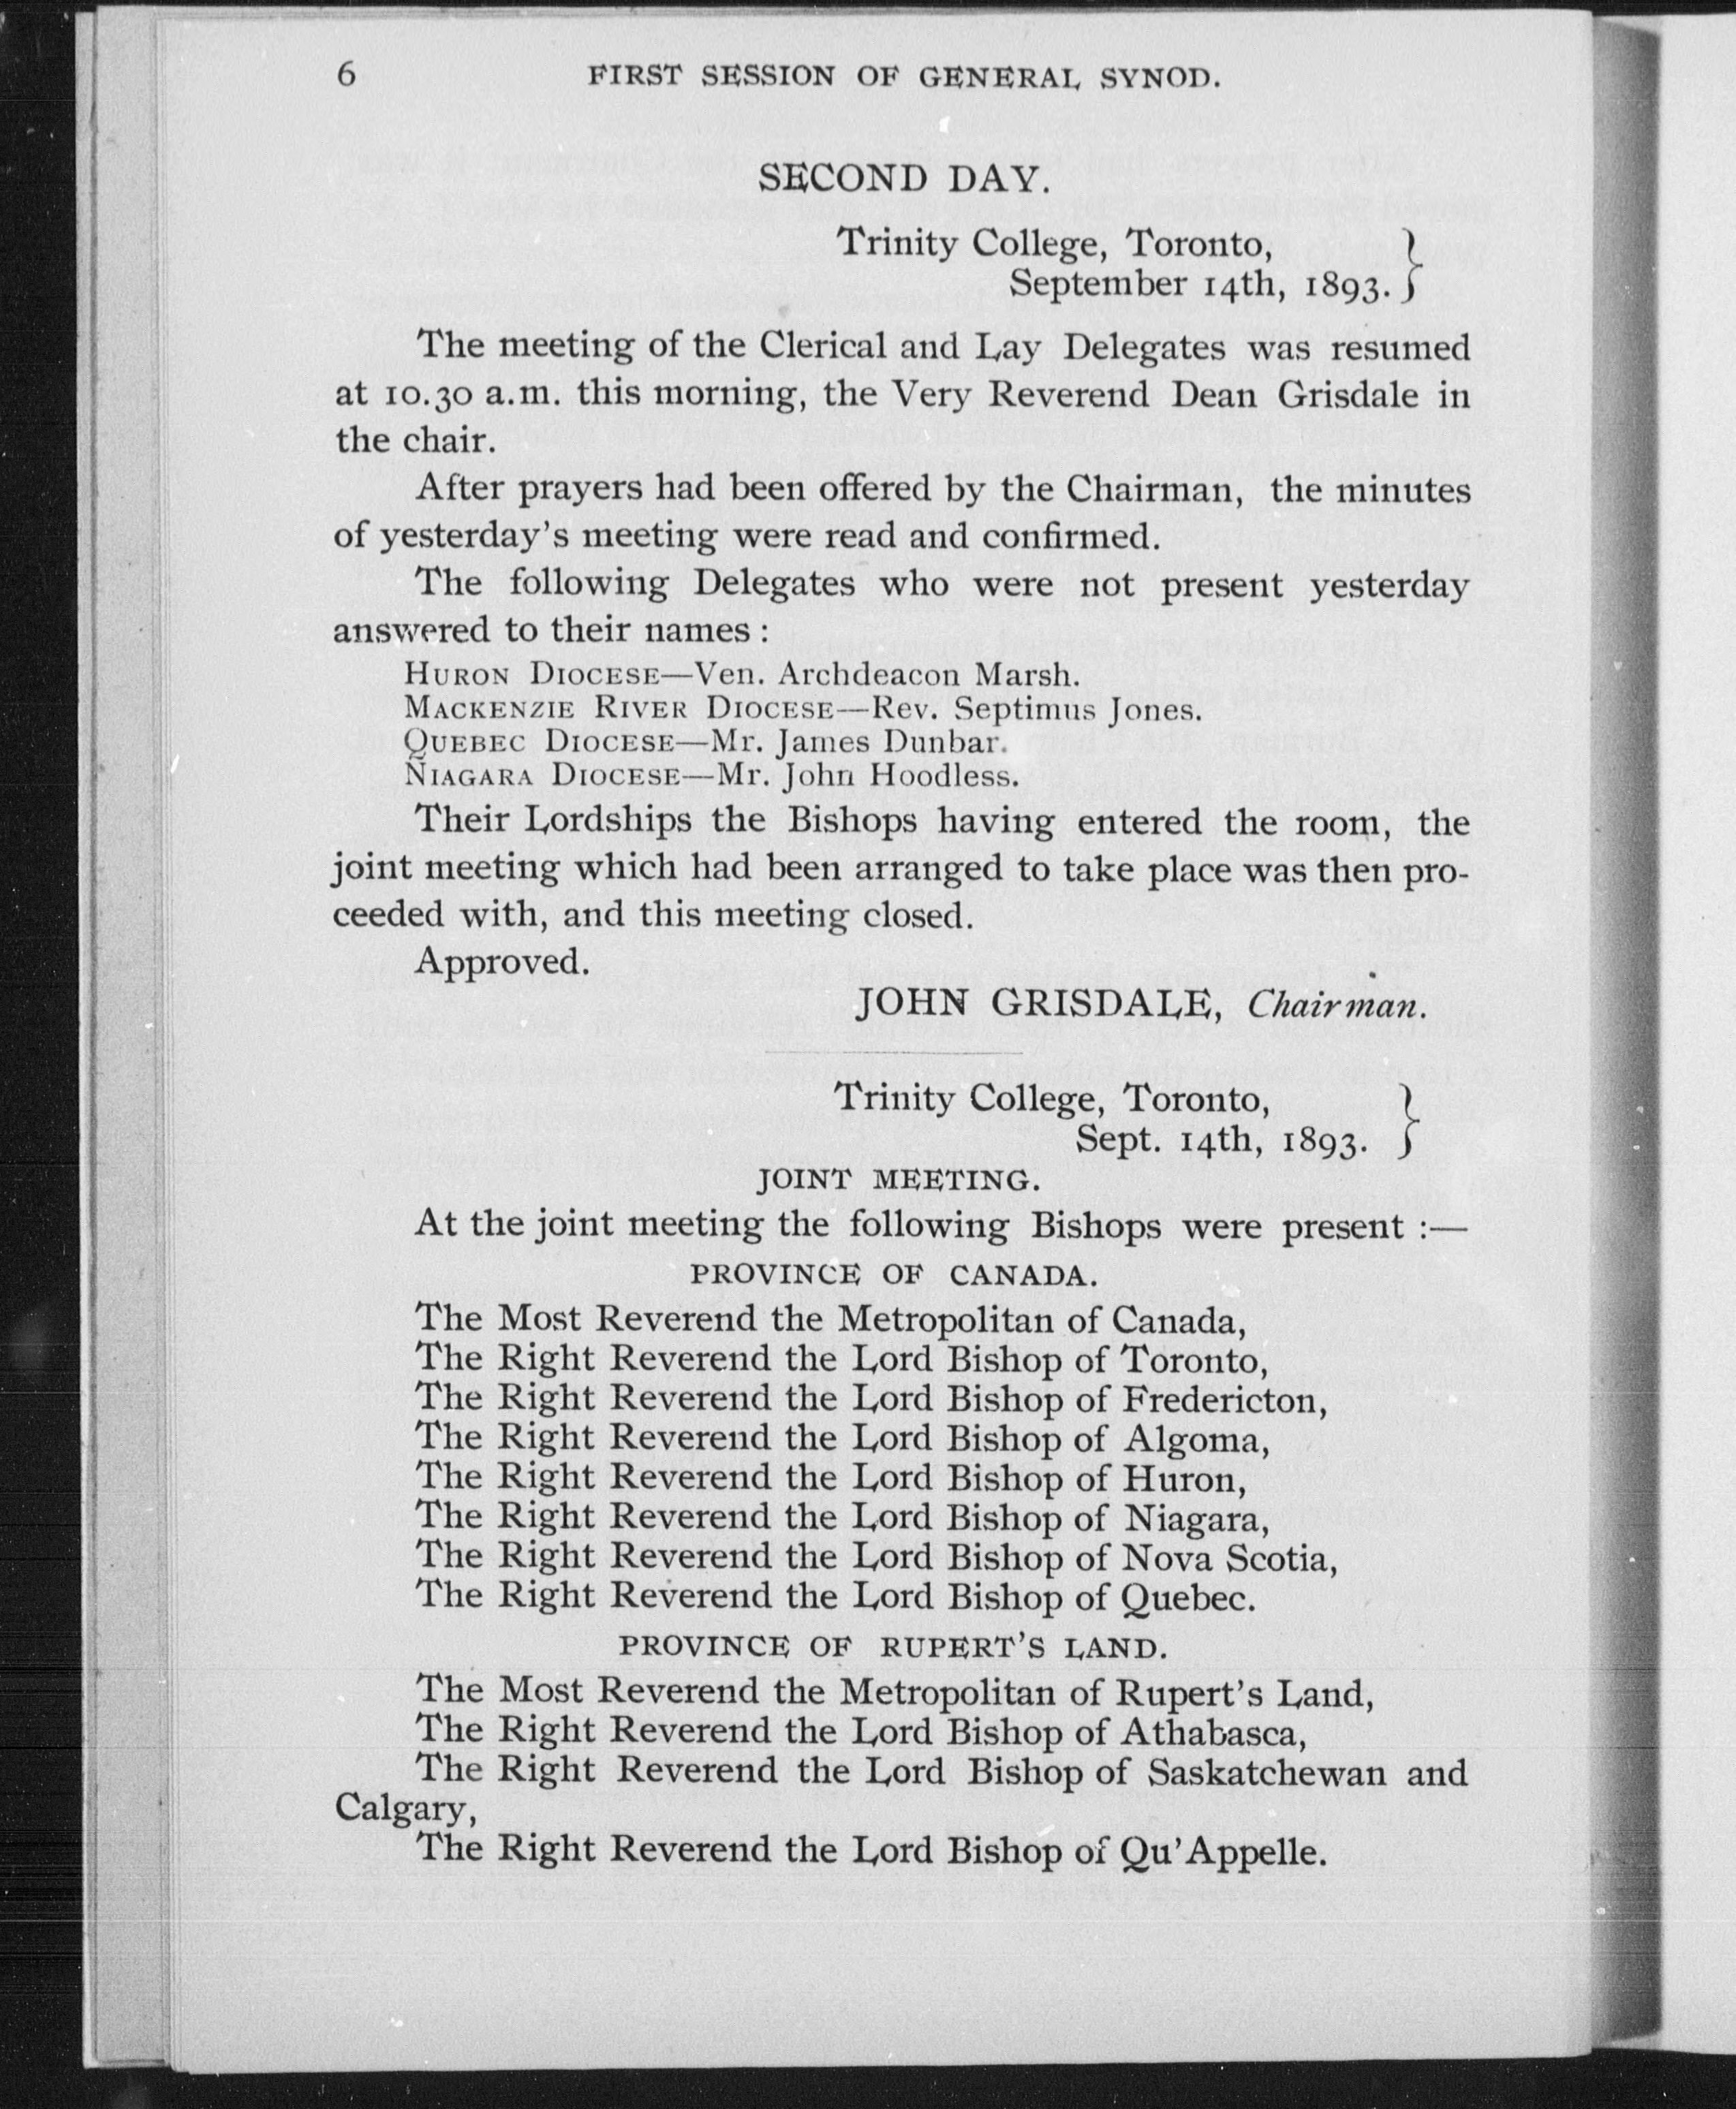 6 FIRST SESSION OF GENERAL SYNOD.
SECOND DAY.
Trinity College, Toronto,
September 14th, 1893. }
The meeting of the Clerical and Lay Delegates was resumed
at 10.30 a.m. this morning, the Very Reverend Dean Grisdale in
the chair.
After prayers had been offered by the Chairman, the minutes
of yesterday's meeting were read and confirmed.
The following Delegates who were not present yesterday
answered to their names :
HURON DIOCESE—Ven. Archdeacon Marsh.
MACKENZIE RIVER DIOCESE—Rev. Septimus Jones.
QUEBEC DIOCESE—Mr. James Dunbar.
NIAGARA DIOCESE—Mr. John Hoodless.
Their Lordships the Bishops having entered the room, the
joint meeting which had been arranged to take place was then pro-
ceeded with, and this meeting closed.
Approved.
JOHN GRISDALE, Chairman.
Trinity College, Toronto,
Sept. 14th, 1893. }
JOINT MEETING.
At the joint meeting the following Bishops were present :—
PROVINCE OF CANADA.
The Most Reverend the Metropolitan of Canada,
The Right Reverend the Lord Bishop of Toronto,
The Right Reverend the Lord Bishop of Fredericton,
The Right Reverend the Lord Bishop of Algoma,
The Right Reverend the Lord Bishop of Huron,
The Right Reverend the Lord Bishop of Niagara,
The Right Reverend the Lord Bishop of Nova Scotia,
The Right Reverend the Lord Bishop of Quebec.
PROVINCE OF RUPERT'S LAND.
The Most Reverend the Metropolitan of Rupert's Land,
The Right Reverend the Lord Bishop of Athabasca,
The Right Reverend the Lord Bishop of Saskatchewan and
Calgary,
The Right Reverend the Lord Bishop of Qu'Appelle.